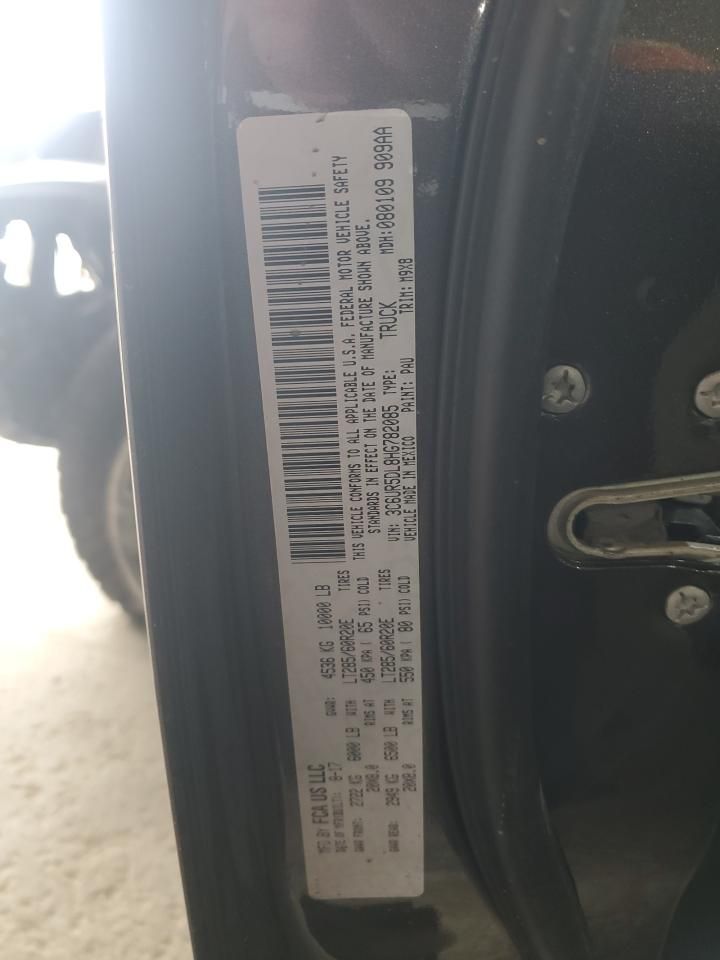 MFD BY FCA US LLC
DATE OF MFR(BUILT): 8-17 GVWR: 4536 KG 10000 LB
GAWR FRONT: 2722 KG 6000 LB WITH LT285/60R20E TIRES
20X8.0 RIMS AT 450 KPA ( 65 PSI) COLD
GAWR REAR: 2949 KG 6500 LB WITH LT285/60R20E TIRES
20X8.0 RIMS AT 550 KPA ( 80 PSI) COLD
THIS VEHICLE CONFORMS TO ALL APPLICABLE U.S.A. FEDERAL MOTOR VEHICLE SAFETY
STANDARDS IN EFFECT ON THE DATE OF MANUFACTURE SHOWN ABOVE.
VIN: 3C6UR5DL8HG782085 TYPE: TRUCK MDH:080109 909AA
VEHICLE MADE IN MEXICO PAINT: PAU TRIM: M9X8